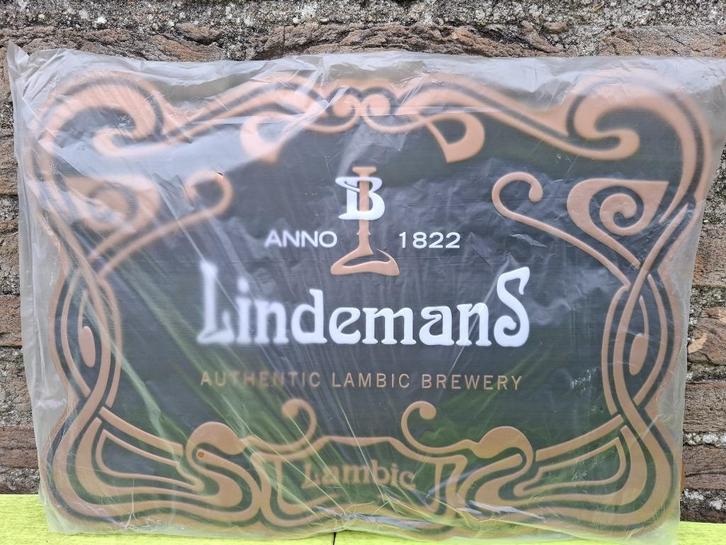 B
L
ANNO 1822
Lindemans
AUTHENTIC LAMBIC BREWERY
Lambic